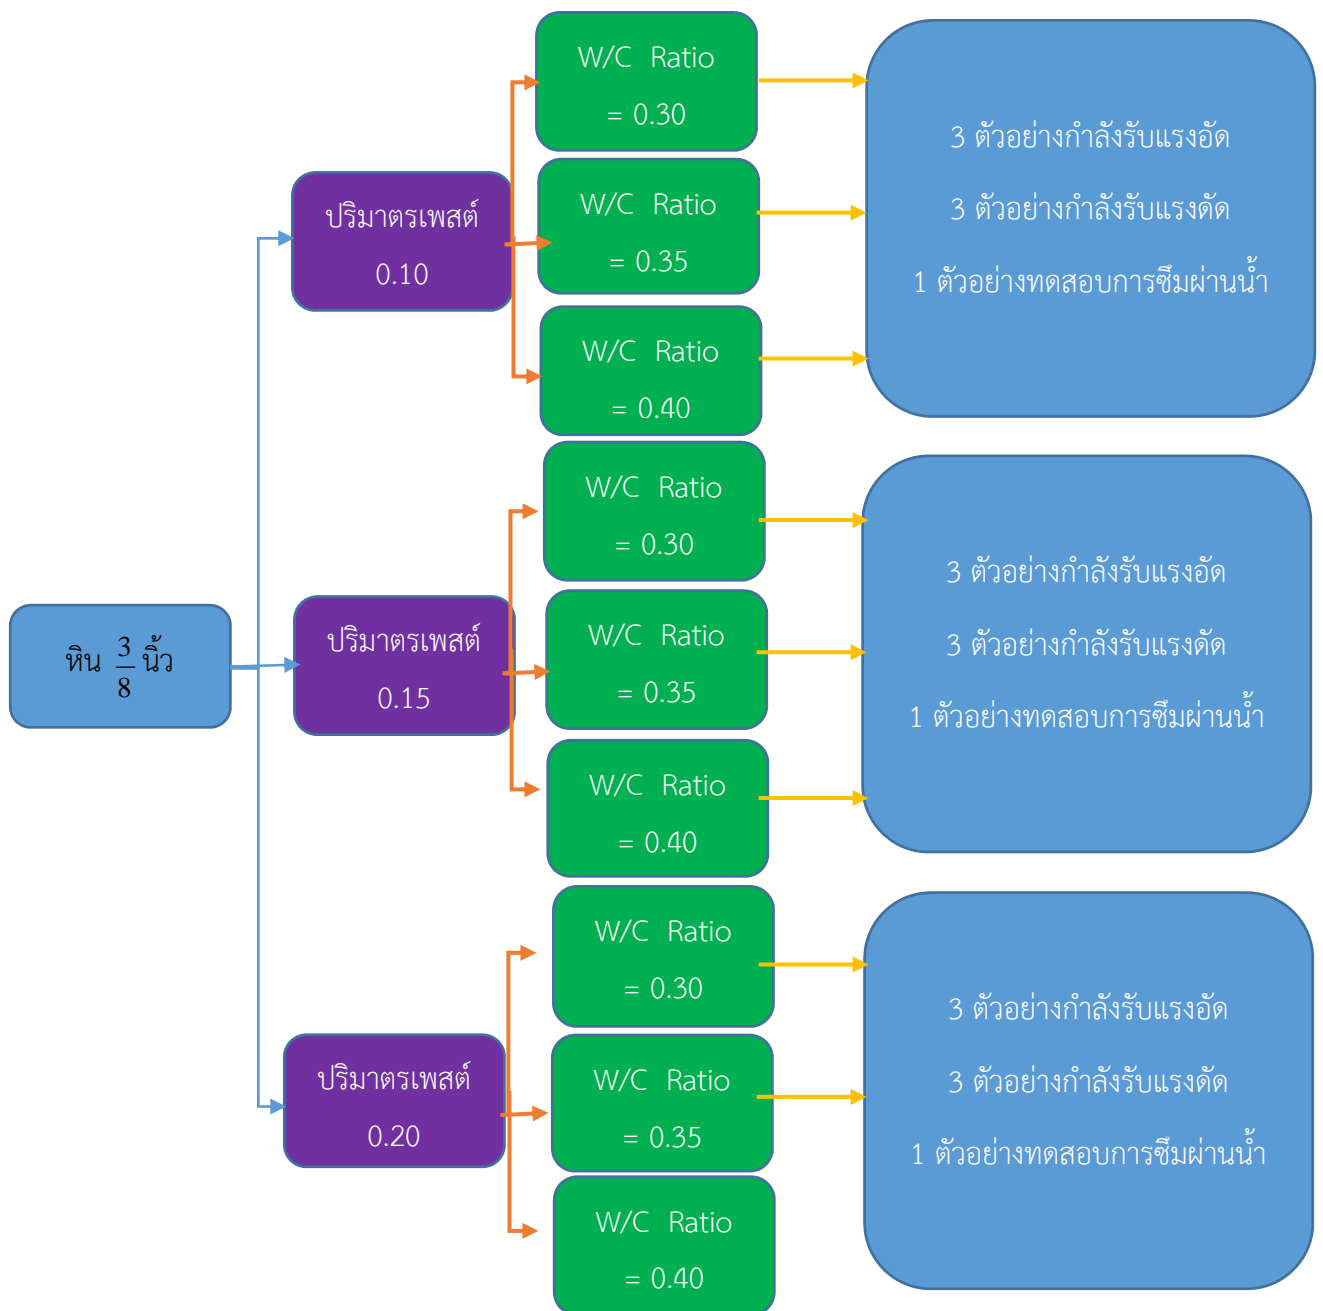 หิน 3/8 นิ้ว
ปริมาตรเพสต์
0.10
W/C Ratio
= 0.30
W/C Ratio
= 0.35
W/C Ratio
= 0.40
3 ตัวอย่างกำลังรับแรงอัด
3 ตัวอย่างกำลังรับแรงดัด
1 ตัวอย่างทดสอบการซึมผ่านน้ำ
ปริมาตรเพสต์
0.15
W/C Ratio
= 0.30
W/C Ratio
= 0.35
W/C Ratio
= 0.40
3 ตัวอย่างกำลังรับแรงอัด
3 ตัวอย่างกำลังรับแรงดัด
1 ตัวอย่างทดสอบการซึมผ่านน้ำ
ปริมาตรเพสต์
0.20
W/C Ratio
= 0.30
W/C Ratio
= 0.35
W/C Ratio
= 0.40
3 ตัวอย่างกำลังรับแรงอัด
3 ตัวอย่างกำลังรับแรงดัด
1 ตัวอย่างทดสอบการซึมผ่านน้ำ